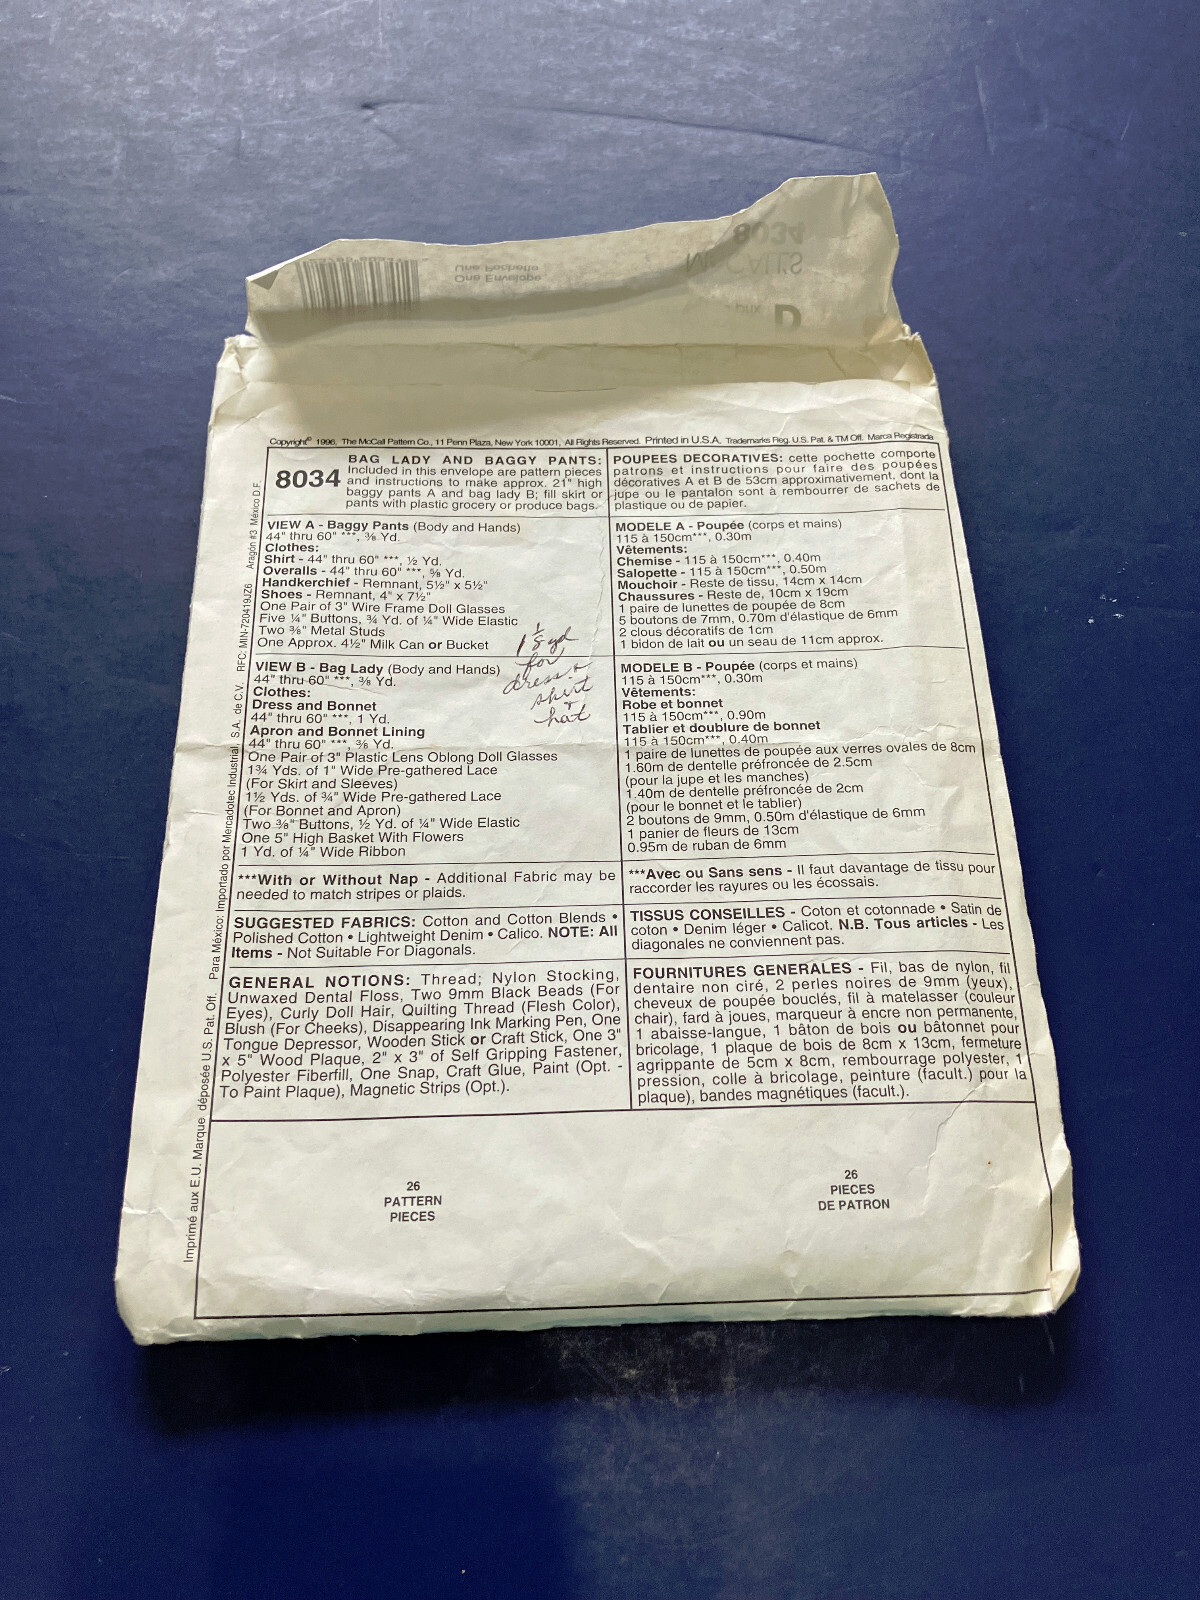 8034
McCALL'S
D
Une Pochette
One Envelope
Copyright© 1996, The McCall Pattern Co., 11 Penn Plaza, New York 10001, All Rights Reserved. Printed in U.S.A. Trademarks Reg. U.S. Pat. & TM Off. Marca Registrada
8034
BAG LADY AND BAGGY PANTS:
Included in this envelope are pattern pieces
and instructions to make approx. 21" high
baggy pants A and bag lady B; fill skirt or
pants with plastic grocery or produce bags.
VIEW A - Baggy Pants (Body and Hands)
44" thru 60" ***, ⅜ Yd.
Clothes:
Shirt - 44" thru 60" ***, ½ Yd.
Overalls - 44" thru 60" ***, ⅝ Yd.
Handkerchief - Remnant, 5½" x 5½"
Shoes - Remnant, 4" x 7½"
One Pair of 3" Wire Frame Doll Glasses
Five ¼" Buttons, ¾ Yd. of ¼" Wide Elastic
Two ⅜" Metal Studs
One Approx. 4½" Milk Can or Bucket
1 ⅛ yd
for
dress +
shirt
+
hat
VIEW B - Bag Lady (Body and Hands)
44" thru 60" ***, ⅜ Yd.
Clothes:
Dress and Bonnet
44" thru 60" ***, 1 Yd.
Apron and Bonnet Lining
44" thru 60" ***, ⅜ Yd.
One Pair of 3" Plastic Lens Oblong Doll Glasses
1¾ Yds. of 1" Wide Pre-gathered Lace
(For Skirt and Sleeves)
1½ Yds. of ¾" Wide Pre-gathered Lace
(For Bonnet and Apron)
Two ⅜" Buttons, ½ Yd. of ¼" Wide Elastic
One 5" High Basket With Flowers
1 Yd. of ¼" Wide Ribbon
***With or Without Nap - Additional Fabric may be
needed to match stripes or plaids.
SUGGESTED FABRICS: Cotton and Cotton Blends •
Polished Cotton • Lightweight Denim • Calico. NOTE: All
Items - Not Suitable For Diagonals.
GENERAL NOTIONS: Thread; Nylon Stocking,
Unwaxed Dental Floss, Two 9mm Black Beads (For
Eyes), Curly Doll Hair, Quilting Thread (Flesh Color),
Blush (For Cheeks), Disappearing Ink Marking Pen, One
Tongue Depressor, Wooden Stick or Craft Stick, One 3"
x 5" Wood Plaque, 2" x 3" of Self Gripping Fastener,
Polyester Fiberfill, One Snap, Craft Glue, Paint (Opt. -
To Paint Plaque), Magnetic Strips (Opt.).
26
PATTERN
PIECES
POUPEES DECORATIVES: cette pochette comporte
patrons et instructions pour faire des poupées
décoratives A et B de 53cm approximativement, dont la
jupe ou le pantalon sont à rembourrer de sachets de
plastique ou de papier.
MODELE A - Poupée (corps et mains)
115 à 150cm***, 0.30m
Vêtements:
Chemise - 115 à 150cm***, 0.40m
Salopette - 115 à 150cm***, 0.50m
Mouchoir - Reste de tissu, 14cm x 14cm
Chaussures - Reste de, 10cm x 19cm
1 paire de lunettes de poupée de 8cm
5 boutons de 7mm, 0.70m d'élastique de 6mm
2 clous décoratifs de 1cm
1 bidon de lait ou un seau de 11cm approx.
MODELE B - Poupée (corps et mains)
115 à 150cm***, 0.30m
Vêtements:
Robe et bonnet
115 à 150cm***, 0.90m
Tablier et doublure de bonnet
115 à 150cm***, 0.40m
1 paire de lunettes de poupée aux verres ovales de 8cm
1.60m de dentelle préfroncée de 2.5cm
(pour la jupe et les manches)
1.40m de dentelle préfroncée de 2cm
(pour le bonnet et le tablier)
2 boutons de 9mm, 0.50m d'élastique de 6mm
1 panier de fleurs de 13cm
0.95m de ruban de 6mm
***Avec ou Sans sens - Il faut davantage de tissu pour
raccorder les rayures ou les écossais.
TISSUS CONSEILLES - Coton et cotonnade • Satin de
coton • Denim léger • Calicot. N.B. Tous articles - Les
diagonales ne conviennent pas.
FOURNITURES GENERALES - Fil, bas de nylon, fil
dentaire non ciré, 2 perles noires de 9mm (yeux),
cheveux de poupée bouclés, fil à matelasser (couleur
chair), fard à joues, marqueur à encre non permanente,
1 abaisse-langue, 1 bâton de bois ou bâtonnet pour
bricolage, 1 plaque de bois de 8cm x 13cm, fermeture
agrippante de 5cm x 8cm, rembourrage polyester, 1
pression, colle à bricolage, peinture (facult.) pour la
plaque), bandes magnétiques (facult.).
26
PIECES
DE PATRON
Imprimé aux E.U. Marque déposée U.S. Pat. Off. Para México: Importado por Mercadotec Industrial, S.A. de C.V. RFC: MIN-720419JZ6 Aragón #3 México D.F.